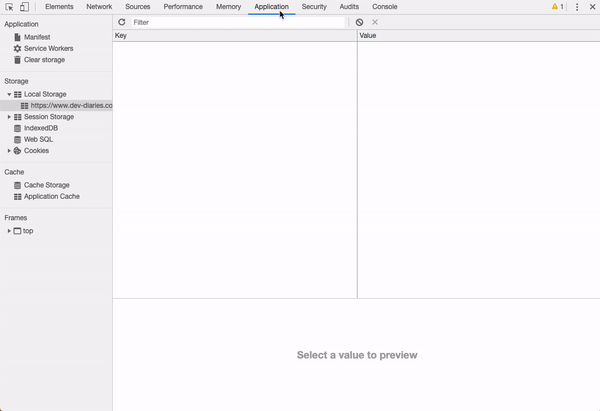 Elements Network Sources Performance Memory Application Security Audits Console 1
Application
Manifest
Service Workers
Clear storage
Storage
Local Storage
https://www.dev-diaries.co
Session Storage
IndexedDB
Web SQL
Cookies
Cache
Cache Storage
Application Cache
Frames
top
Filter
Key Value
Select a value to preview